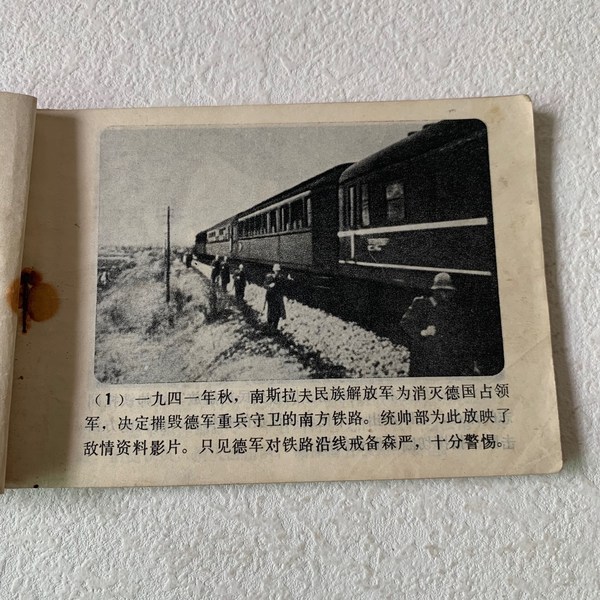 （1）一九四一年秋，南斯拉夫民族解放军为消灭德国占领
军，决定摧毁德军重兵守卫的南方铁路。统帅部为此放映了
敌情资料影片。只见德军对铁路沿线戒备森严，十分警惕。